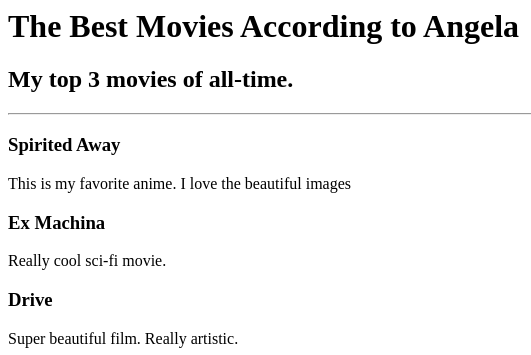 The Best Movies According to Angela
My top 3 movies of all-time.
Spirited Away
This is my favorite anime. I love the beautiful images
Ex Machina
Really cool sci-fi movie.
Drive
Super beautiful film. Really artistic.